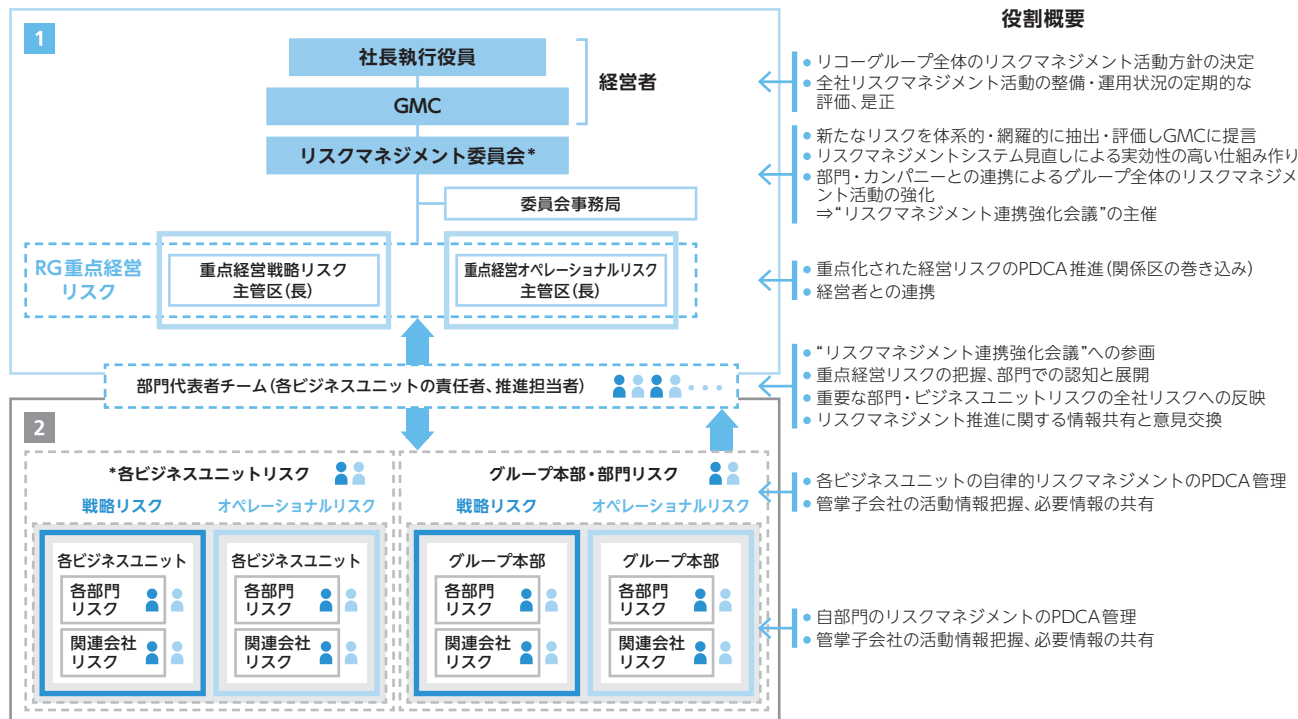 役割概要
1
社長執行役員
GMC
経営者
リスクマネジメント委員会*
委員会事務局
RG重点経営
リスク
重点経営戦略リスク
主管区(長)
重点経営オペレーショナルリスク
主管区(長)
部門代表者チーム(各ビジネスユニットの責任者、推進担当者)
2
*各ビジネスユニットリスク
戦略リスク
オペレーショナルリスク
各ビジネスユニット
各部門
リスク
関連会社
リスク
各ビジネスユニット
各部門
リスク
関連会社
リスク
グループ本部・部門リスク
戦略リスク
オペレーショナルリスク
グループ本部
各部門
リスク
関連会社
リスク
グループ本部
各部門
リスク
関連会社
リスク
● リコーグループ全体のリスクマネジメント活動方針の決定
● 全社リスクマネジメント活動の整備・運用状況の定期的な
評価、是正
● 新たなリスクを体系的・網羅的に抽出・評価しGMCに提言
● リスクマネジメントシステム見直しによる実効性の高い仕組み作り
● 部門・カンパニーとの連携によるグループ全体のリスクマネジメ
ント活動の強化
⇒“リスクマネジメント連携強化会議”の主催
● 重点化された経営リスクのPDCA推進(関係区の巻き込み)
● 経営者との連携
● “リスクマネジメント連携強化会議”への参画
● 重点経営リスクの把握、部門での認知と展開
● 重要な部門・ビジネスユニットリスクの全社リスクへの反映
● リスクマネジメント推進に関する情報共有と意見交換
● 各ビジネスユニットの自律的リスクマネジメントのPDCA管理
● 管掌子会社の活動情報把握、必要情報の共有
● 自部門のリスクマネジメントのPDCA管理
● 管掌子会社の活動情報把握、必要情報の共有